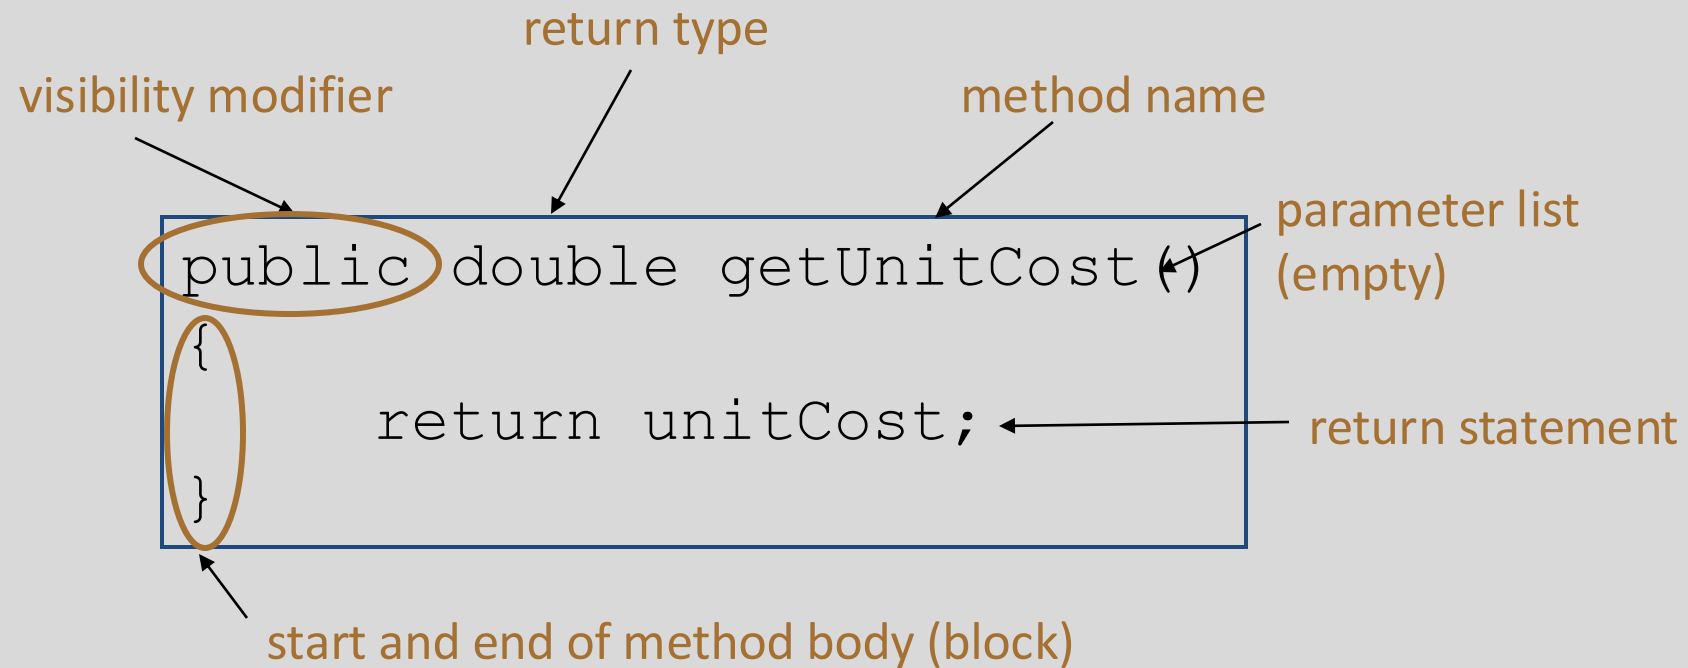 return type
visibility modifier
method name
parameter list
(empty)
public double getUnitCost()
{
return unitCost;
return statement
}
start and end of method body (block)